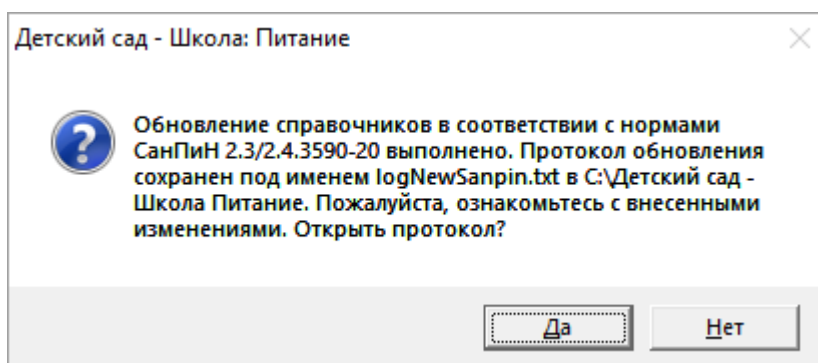 Детский сад - Школа: Питание
Обновление справочников в соответствии с нормами
СанПиН 2.3/2.4.3590-20 выполнено. Протокол обновления
сохранен под именем logNewSanpin.txt в C:\Детский сад -
Школа Питание. Пожалуйста, ознакомьтесь с внесенными
изменениями. Открыть протокол?
Да
Нет